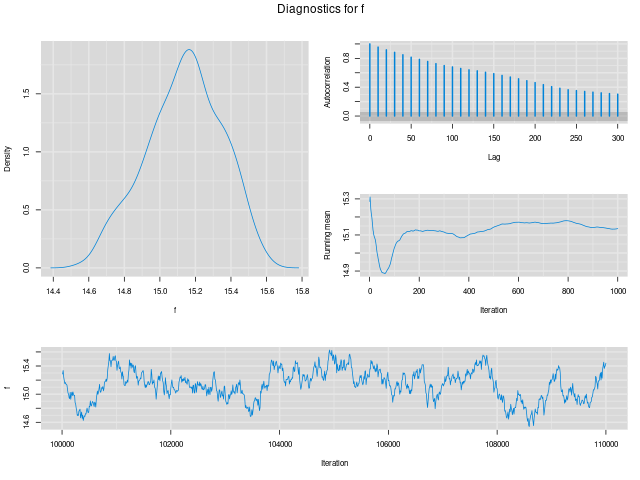 Diagnostics for f
Density
0.0
0.5
1.0
1.5
14.4 14.6 14.8 15.0 15.2 15.4 15.6 15.8
f
Autocorrelation
0 0.4 0.8
0 50 100 150 200 250 300
Lag
Running mean
14.9 15.1 15.3
0 200 400 600 800 1000
Iteration
f
14.6 15.0 15.4
100000 102000 104000 106000 108000 110000
Iteration